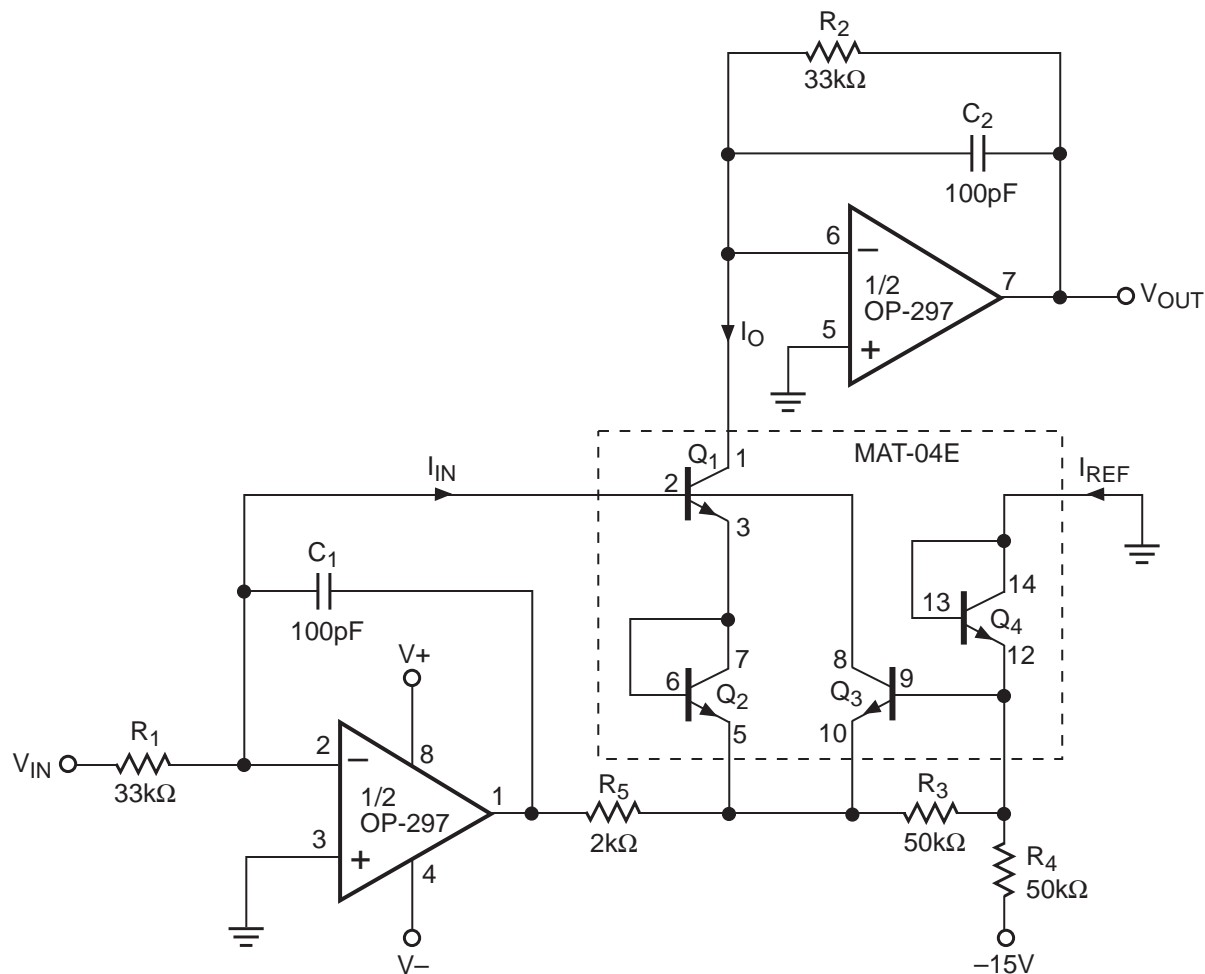 R2
33kΩ
C2
100pF
6
–
1/2
OP-297
7
VOUT
5
+
IO
MAT-04E
Q1
1
IIN
2
IREF
3
C1
100pF
14
13
Q4
12
V+
7
8
6
Q2
Q3
9
5
10
R1
VIN
33kΩ
2
–
8
1/2
OP-297
1
R5
2kΩ
R3
50kΩ
3
+
4
R4
50kΩ
V–
–15V